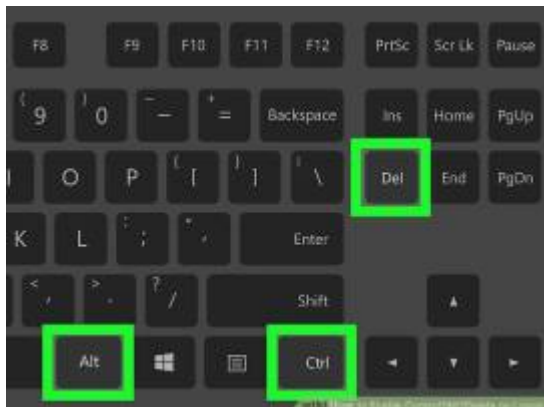 F8 F9 F10 F11 F12 PrtSc Scr Lk Pause
( 9 ) 0 _ - + = Backspace Ins Home PgUp
O P { [ } ] | \ Del End PgDn
K L : ; " ' Enter
< , > . ? / Shift
Alt Ctrl